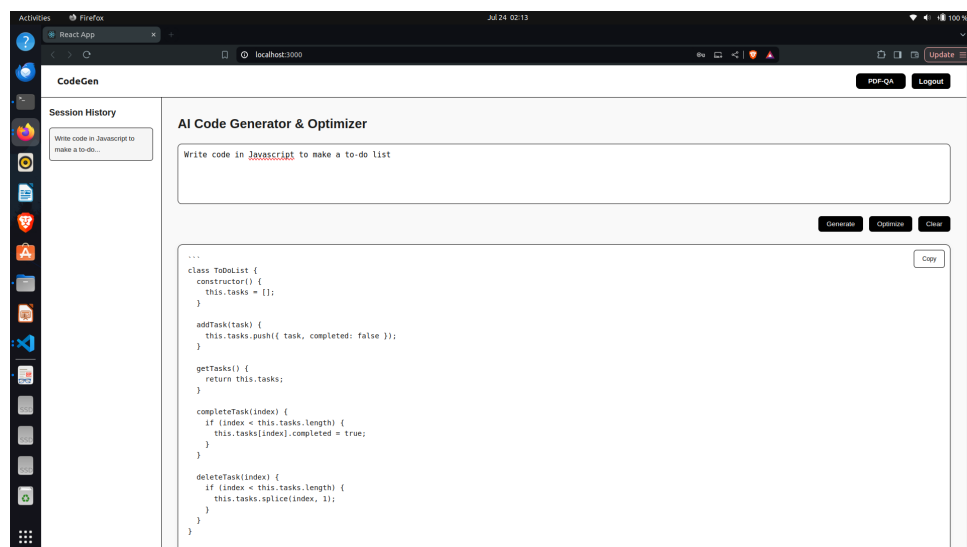 Activities
Firefox
Jul 24 02:13
100 %
React App
localhost:3000
Update
CodeGen
PDF-QA
Logout
Session History
Write code in Javascript to
make a to-do...
AI Code Generator & Optimizer
Write code in Javascript to make a to-do list
Generate
Optimize
Clear
Copy
```
class ToDoList {
  constructor() {
    this.tasks = [];
  }

  addTask(task) {
    this.tasks.push({ task, completed: false });
  }

  getTasks() {
    return this.tasks;
  }

  completeTask(index) {
    if (index < this.tasks.length) {
      this.tasks[index].completed = true;
    }
  }

  deleteTask(index) {
    if (index < this.tasks.length) {
      this.tasks.splice(index, 1);
    }
  }
}